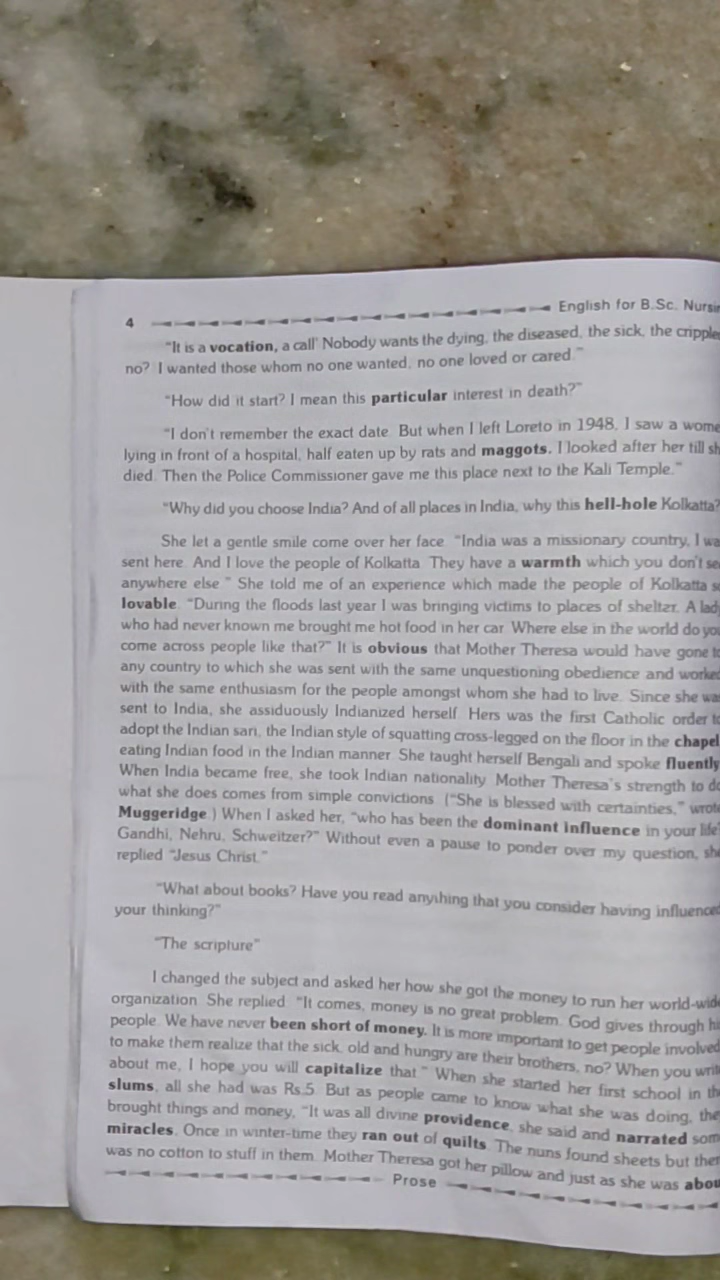 4 English for B.Sc. Nursin
"It is a vocation, a call' Nobody wants the dying, the diseased, the sick, the cripple
no? I wanted those whom no one wanted, no one loved or cared."
"How did it start? I mean this particular interest in death?"
"I don't remember the exact date. But when I left Loreto in 1948, I saw a wome
lying in front of a hospital, half eaten up by rats and maggots. I looked after her till sh
died. Then the Police Commissioner gave me this place next to the Kali Temple."
"Why did you choose India? And of all places in India, why this hell-hole Kolkatta?
She let a gentle smile come over her face. "India was a missionary country, I wa
sent here. And I love the people of Kolkatta. They have a warmth which you don't se
anywhere else." She told me of an experience which made the people of Kolkatta s
lovable. "During the floods last year I was bringing victims to places of shelter. A lad
who had never known me brought me hot food in her car. Where else in the world do you
come across people like that?" It is obvious that Mother Theresa would have gone t
any country to which she was sent with the same unquestioning obedience and worke
with the same enthusiasm for the people amongst whom she had to live. Since she wa
sent to India, she assiduously Indianized herself. Hers was the first Catholic order t
adopt the Indian sari, the Indian style of squatting cross-legged on the floor in the chapel
eating Indian food in the Indian manner. She taught herself Bengali and spoke fluently
When India became free, she took Indian nationality. Mother Theresa's strength to d
what she does comes from simple convictions. ("She is blessed with certainties," wrot
Muggeridge.) When I asked her, "who has been the dominant influence in your life
Gandhi, Nehru, Schweitzer?" Without even a pause to ponder over my question, sh
replied "Jesus Christ."
"What about books? Have you read anything that you consider having influence
your thinking?"
"The scripture"
I changed the subject and asked her how she got the money to run her world-wid
organization. She replied. "It comes, money is no great problem. God gives through hi
people. We have never been short of money. It is more important to get people involved
to make them realize that the sick, old and hungry are their brothers, no? When you writ
about me, I hope you will capitalize that." When she started her first school in th
slums, all she had was Rs.5. But as people came to know what she was doing, the
brought things and money, "It was all divine providence, she said and narrated som
miracles. Once in winter-time they ran out of quilts. The nuns found sheets but ther
was no cotton to stuff in them. Mother Theresa got her pillow and just as she was abou
Prose